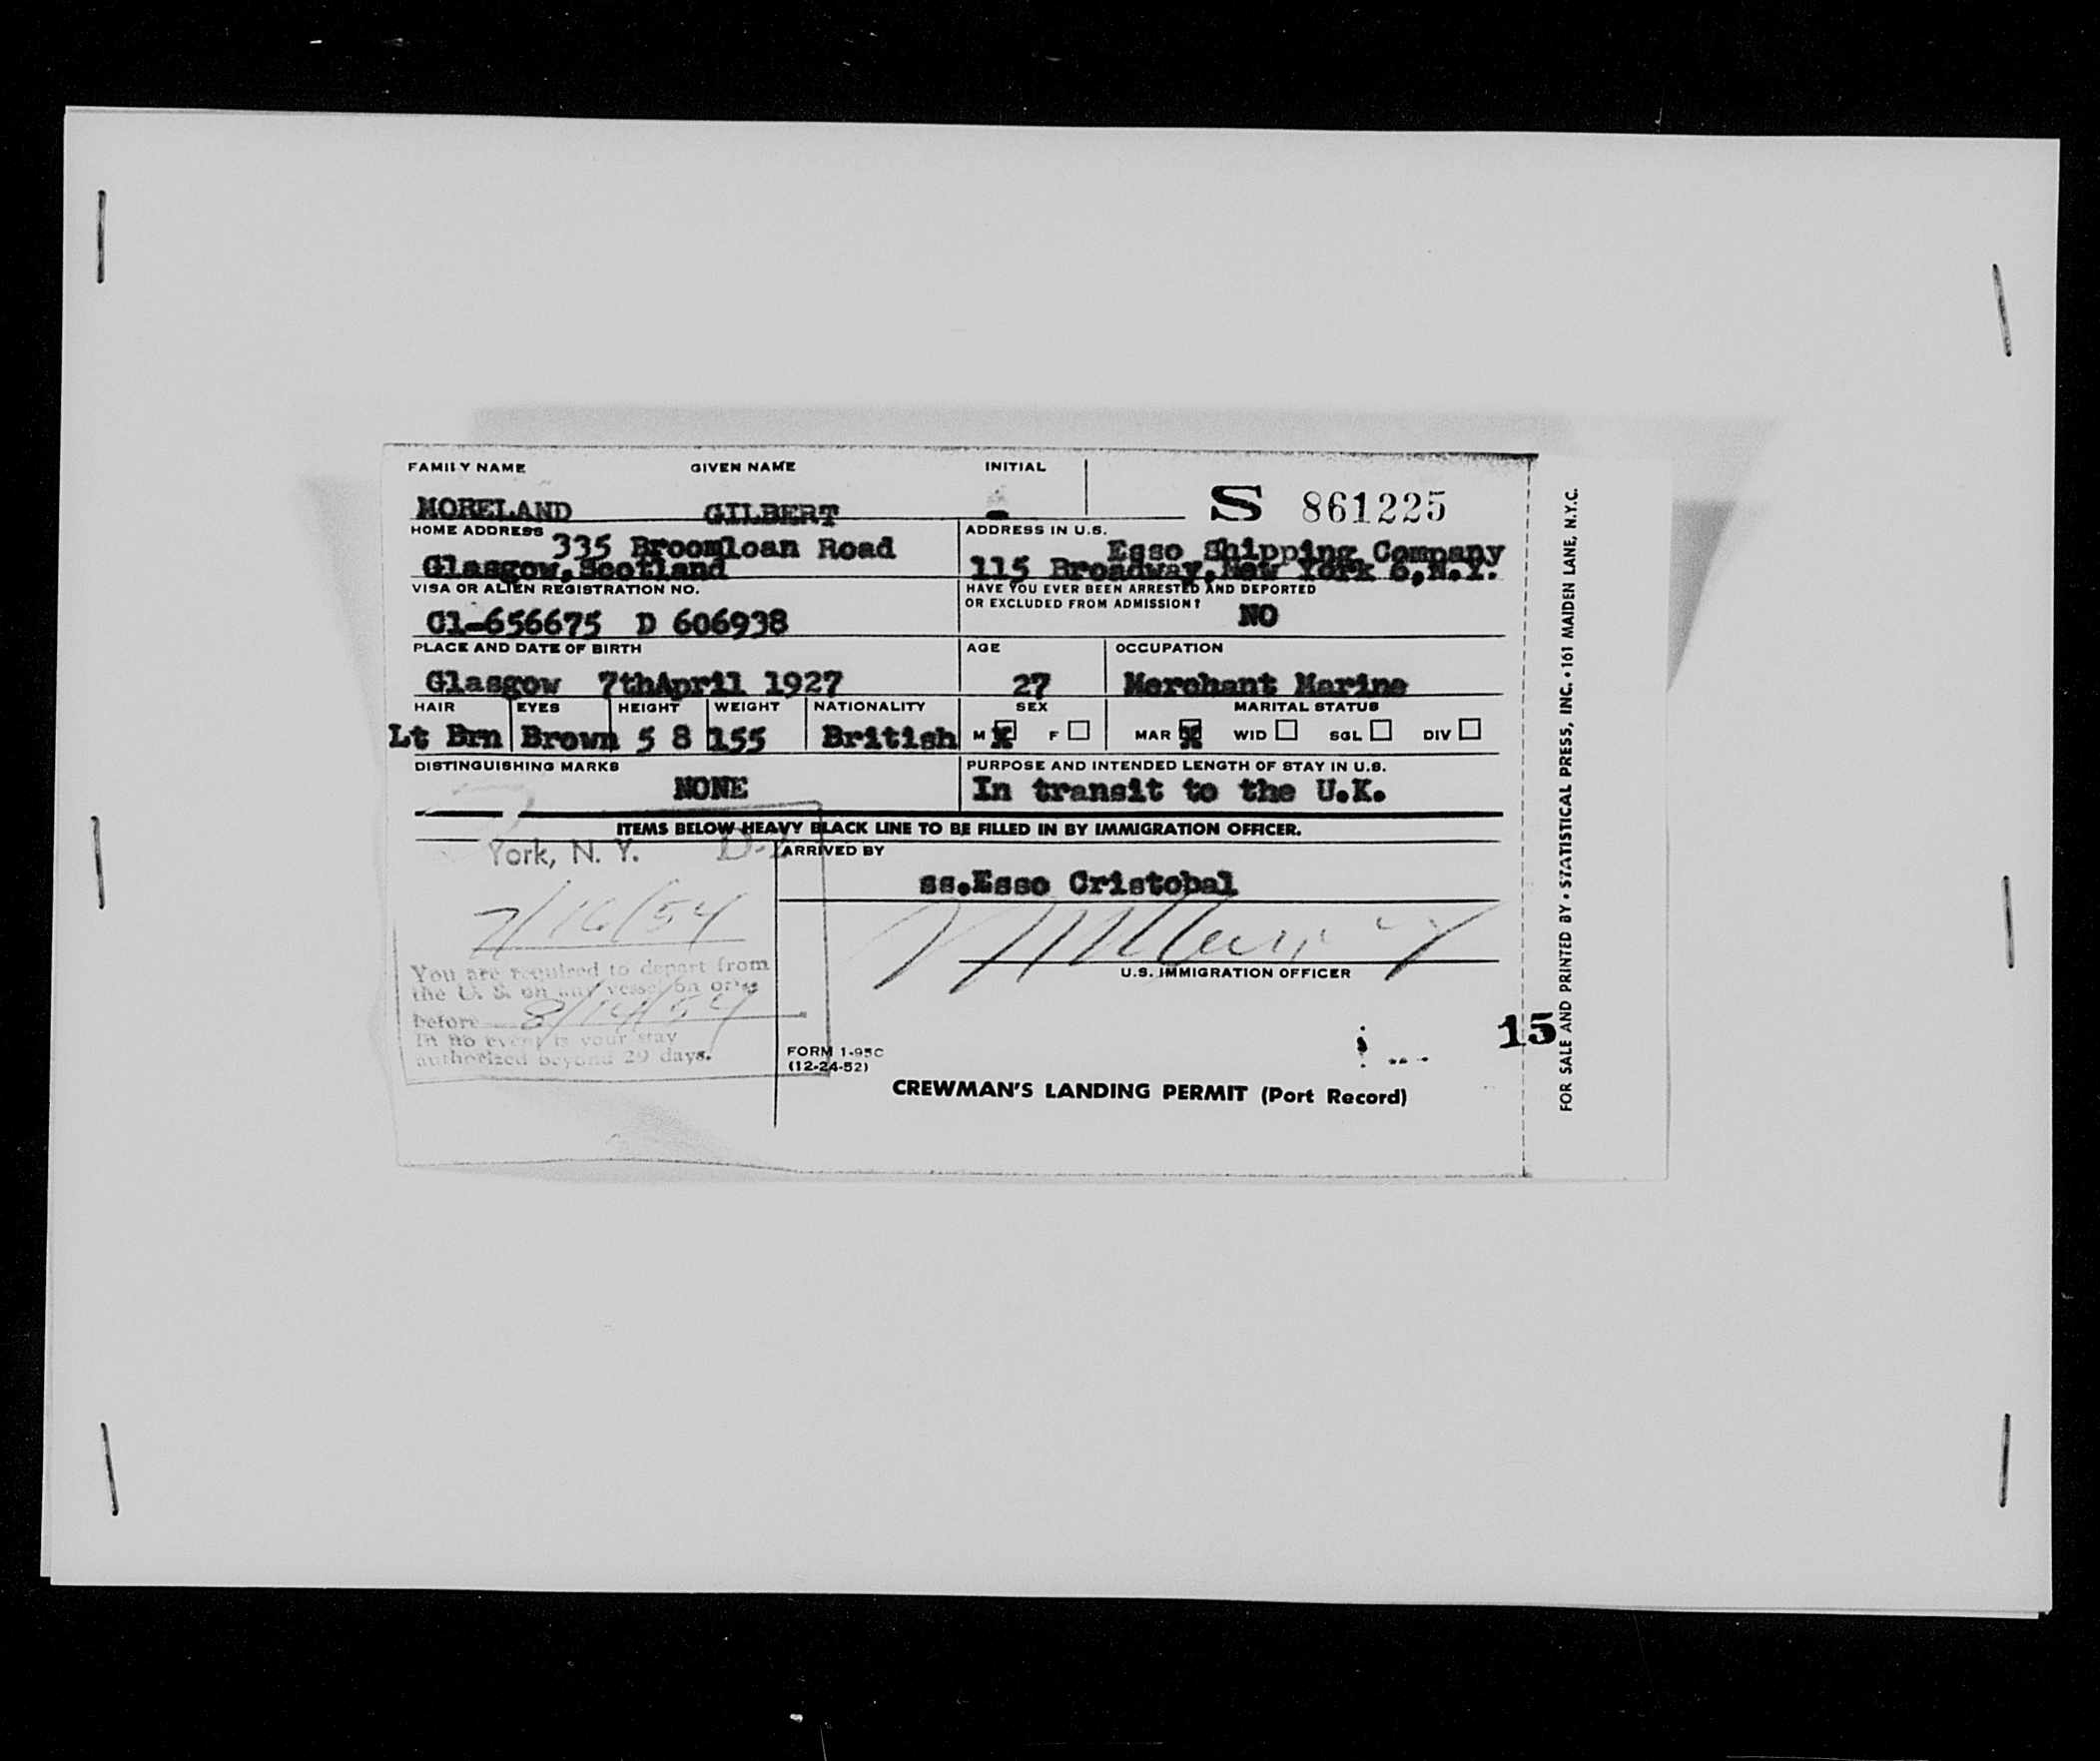 FAMILY NAME GIVEN NAME INITIAL
MORELAND GILBERT - S 861225
HOME ADDRESS ADDRESS IN U.S.
335 Broomloan Road Esso Shipping Company
Glasgow,Scotland 115 Broadway,New York 6,N.Y.
VISA OR ALIEN REGISTRATION NO. HAVE YOU EVER BEEN ARRESTED AND DEPORTED
OR EXCLUDED FROM ADMISSION?
C1-656675 D 606938 NO
PLACE AND DATE OF BIRTH AGE OCCUPATION
Glasgow 7thApril 1927 27 Merchant Marine
HAIR EYES HEIGHT WEIGHT NATIONALITY SEX MARITAL STATUS
Lt Brn Brown 5 8 155 British M X F MAR X WID SGL DIV
DISTINGUISHING MARKS PURPOSE AND INTENDED LENGTH OF STAY IN U.S.
NONE In transit to the U.K.
ITEMS BELOW HEAVY BLACK LINE TO BE FILLED IN BY IMMIGRATION OFFICER.
York, N. Y. ARRIVED BY
ss.Esso Cristobal
7/16/54
U.S. IMMIGRATION OFFICER
You are required to depart from
the U. S. on any vessel on or
before 8/14/54
In no event is your stay
authorized beyond 29 days.
FORM I-95C
(12-24-52)
CREWMAN'S LANDING PERMIT (Port Record)
15
FOR SALE AND PRINTED BY • STATISTICAL PRESS, INC. • 161 MAIDEN LANE, N.Y.C.